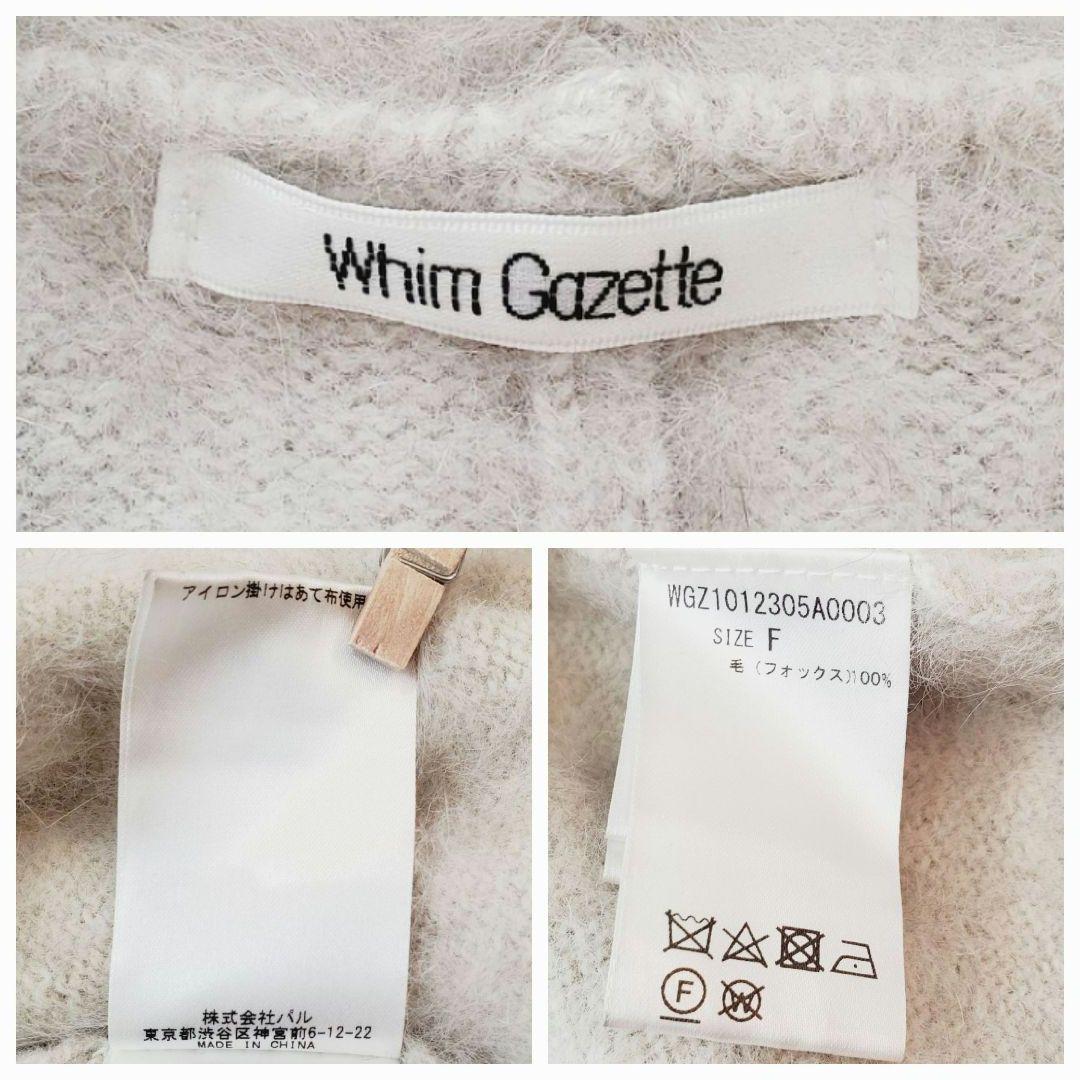 Whim Gazette
アイロン掛けはあて布使用
株式会社パル
東京都渋谷区神宮前6-12-22
MADE IN CHINA
WGZ1012305A0003
SIZE F
毛(フォックス)100%
F
W